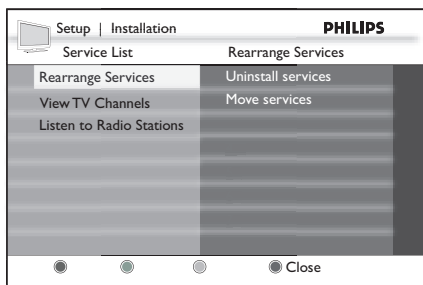 Setup | Installation PHILIPS
Service List Rearrange Services
Rearrange Services Uninstall services
View TV Channels Move services
Listen to Radio Stations
Close